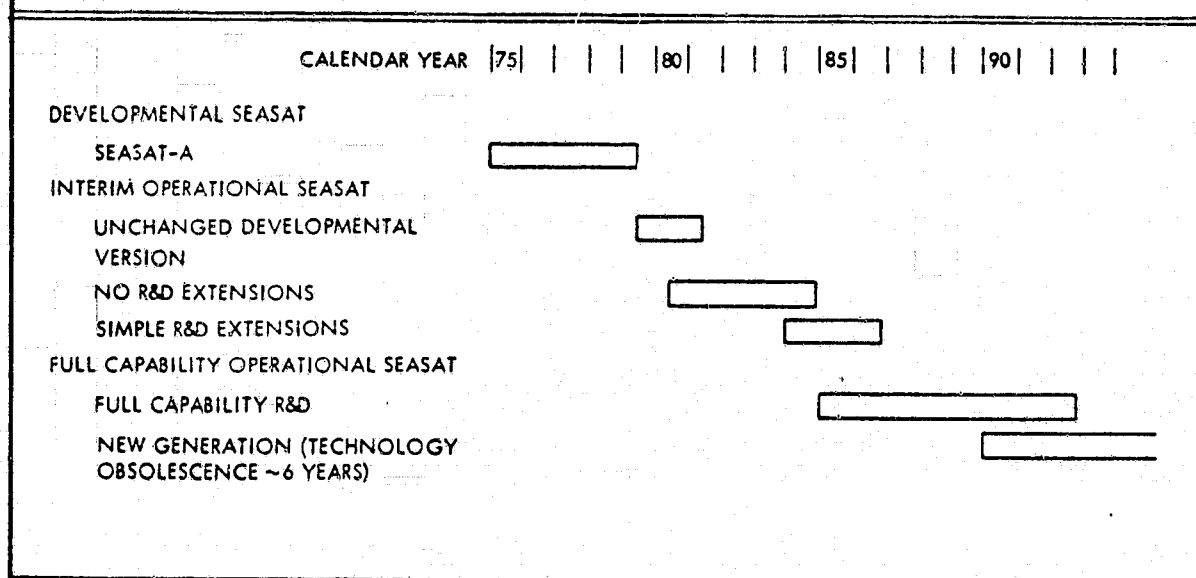 CALENDAR YEAR |75| | | | |80| | | | |85| | | | |90| | | |
DEVELOPMENTAL SEASAT
SEASAT-A
INTERIM OPERATIONAL SEASAT
UNCHANGED DEVELOPMENTAL
VERSION
NO R&D EXTENSIONS
SIMPLE R&D EXTENSIONS
FULL CAPABILITY OPERATIONAL SEASAT
FULL CAPABILITY R&D
NEW GENERATION (TECHNOLOGY
OBSOLESCENCE ~6 YEARS)